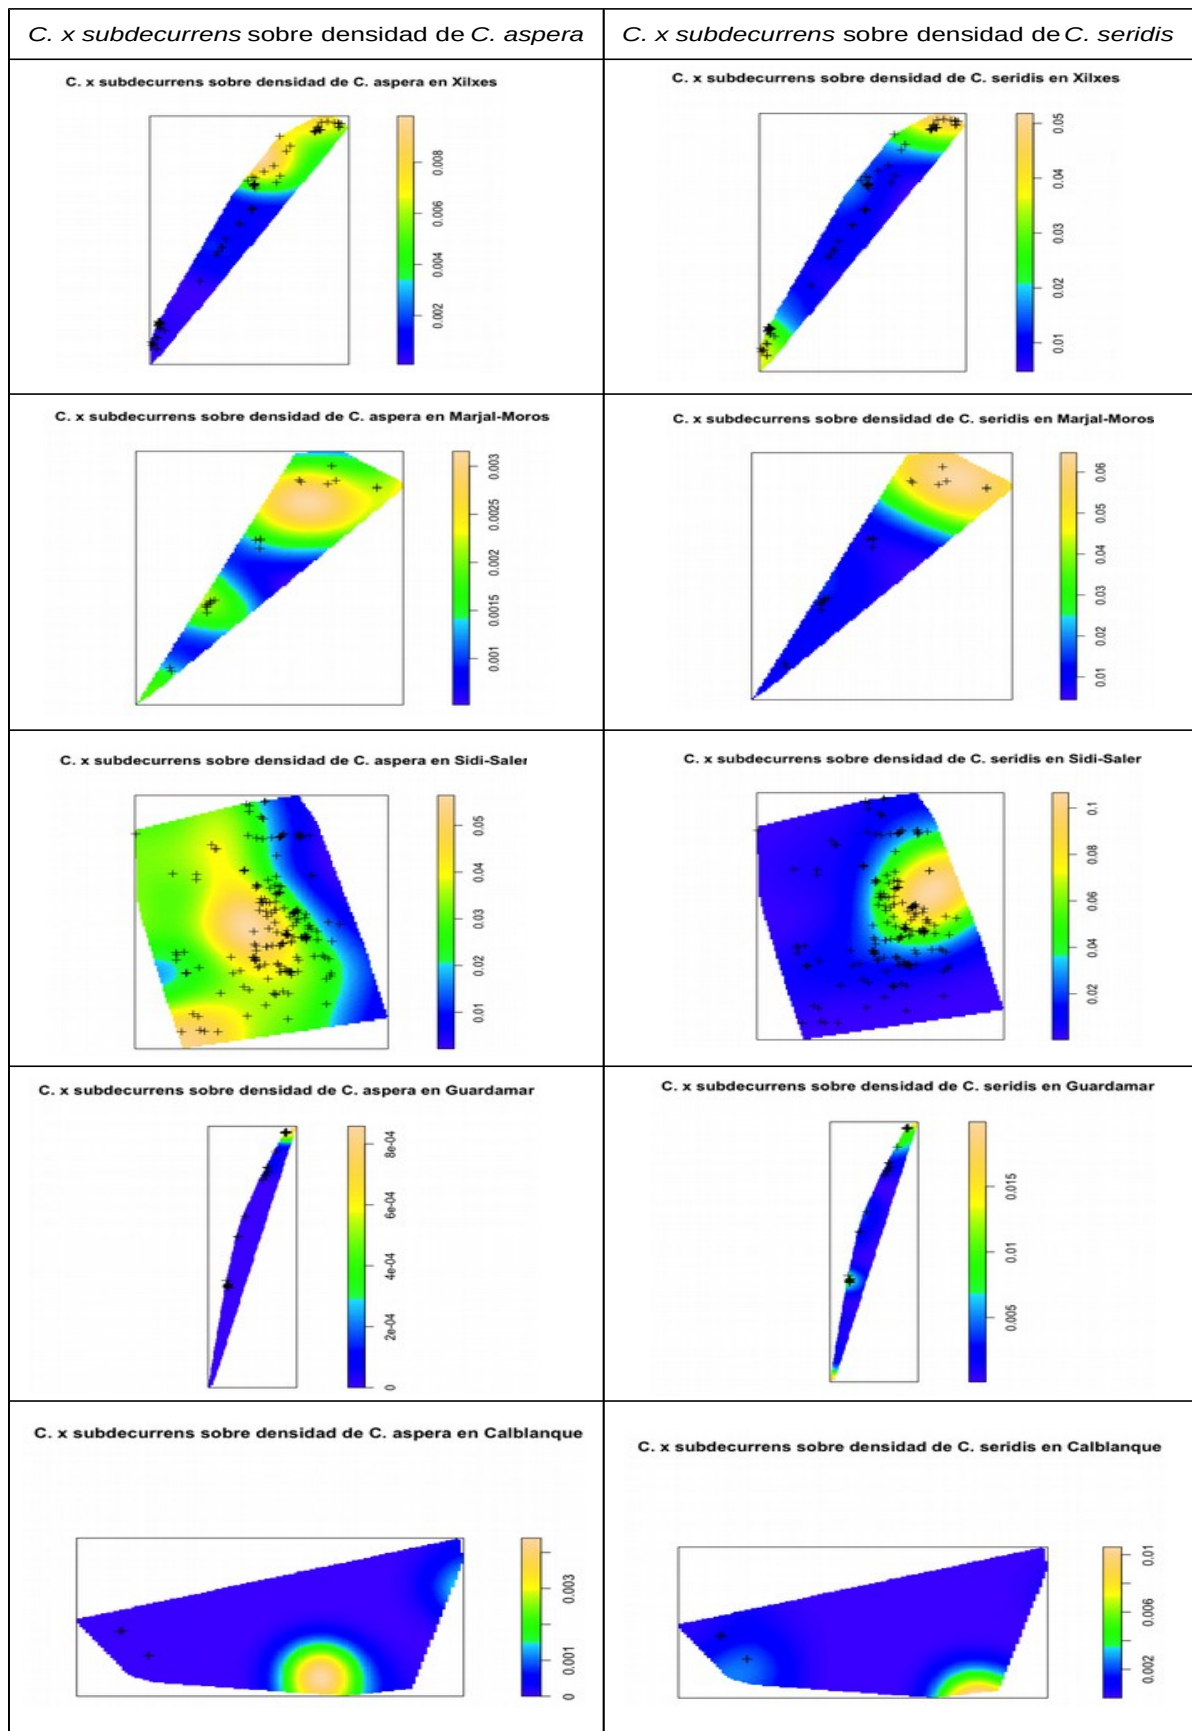 C. x subdecurrens sobre densidad de C. aspera
C. x subdecurrens sobre densidad de C. seridis
C. x subdecurrens sobre densidad de C. aspera en Xilxes
0.008
0.006
0.004
0.002
C. x subdecurrens sobre densidad de C. seridis en Xilxes
0.05
0.04
0.03
0.02
0.01
C. x subdecurrens sobre densidad de C. aspera en Marjal-Moros
0.003
0.0025
0.002
0.0015
0.001
C. x subdecurrens sobre densidad de C. seridis en Marjal-Moros
0.06
0.05
0.04
0.03
0.02
0.01
C. x subdecurrens sobre densidad de C. aspera en Sidi-Saler
0.05
0.04
0.03
0.02
0.01
C. x subdecurrens sobre densidad de C. seridis en Sidi-Saler
0.1
0.08
0.06
0.04
0.02
C. x subdecurrens sobre densidad de C. aspera en Guardamar
8e-04
6e-04
4e-04
2e-04
0
C. x subdecurrens sobre densidad de C. seridis en Guardamar
0.015
0.01
0.005
C. x subdecurrens sobre densidad de C. aspera en Calblanque
0.003
0.001
0
C. x subdecurrens sobre densidad de C. seridis en Calblanque
0.01
0.006
0.002